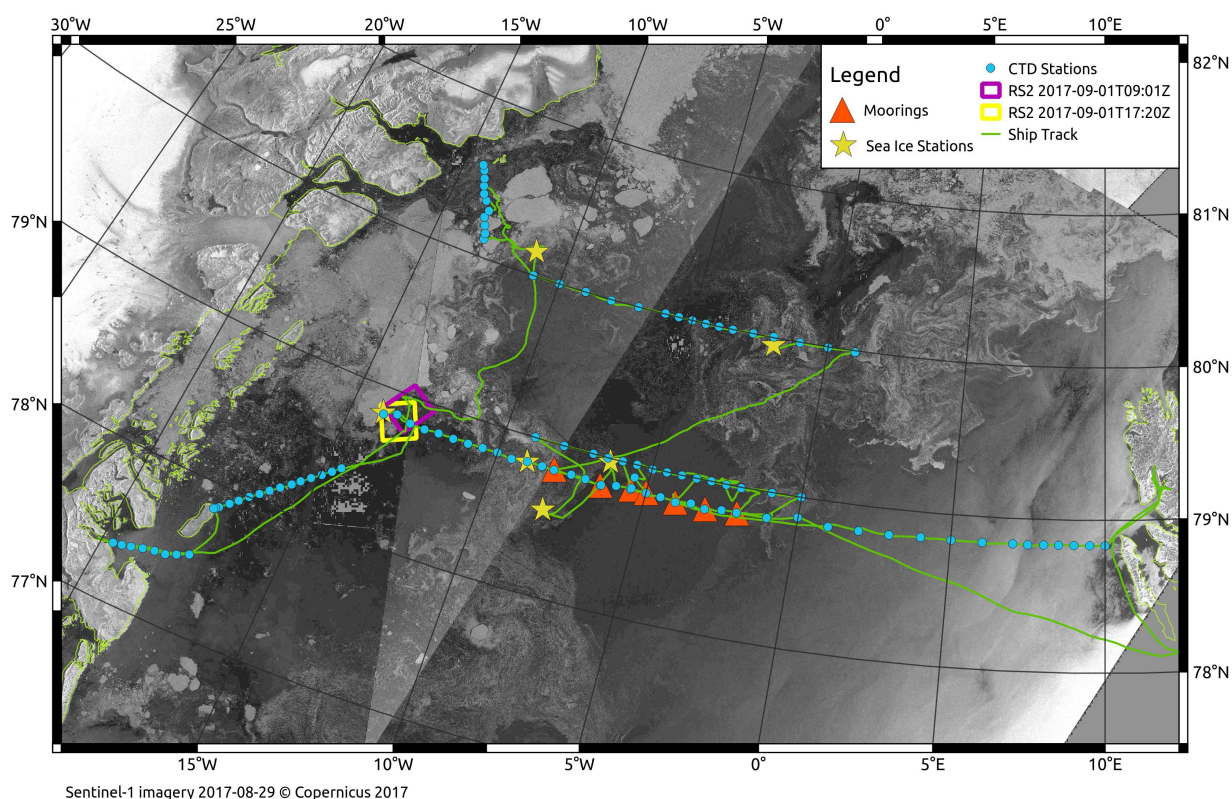 30°W 25°W 20°W 15°W 10°W 5°W 0° 5°E 10°E
82°N
Legend
Moorings
Sea Ice Stations
CTD Stations
RS2 2017-09-01T09:01Z
RS2 2017-09-01T17:20Z
Ship Track
79°N 81°N
80°N
78°N
79°N
77°N
78°N
15°W 10°W 5°W 0° 5°E 10°E
Sentinel-1 imagery 2017-08-29 © Copernicus 2017